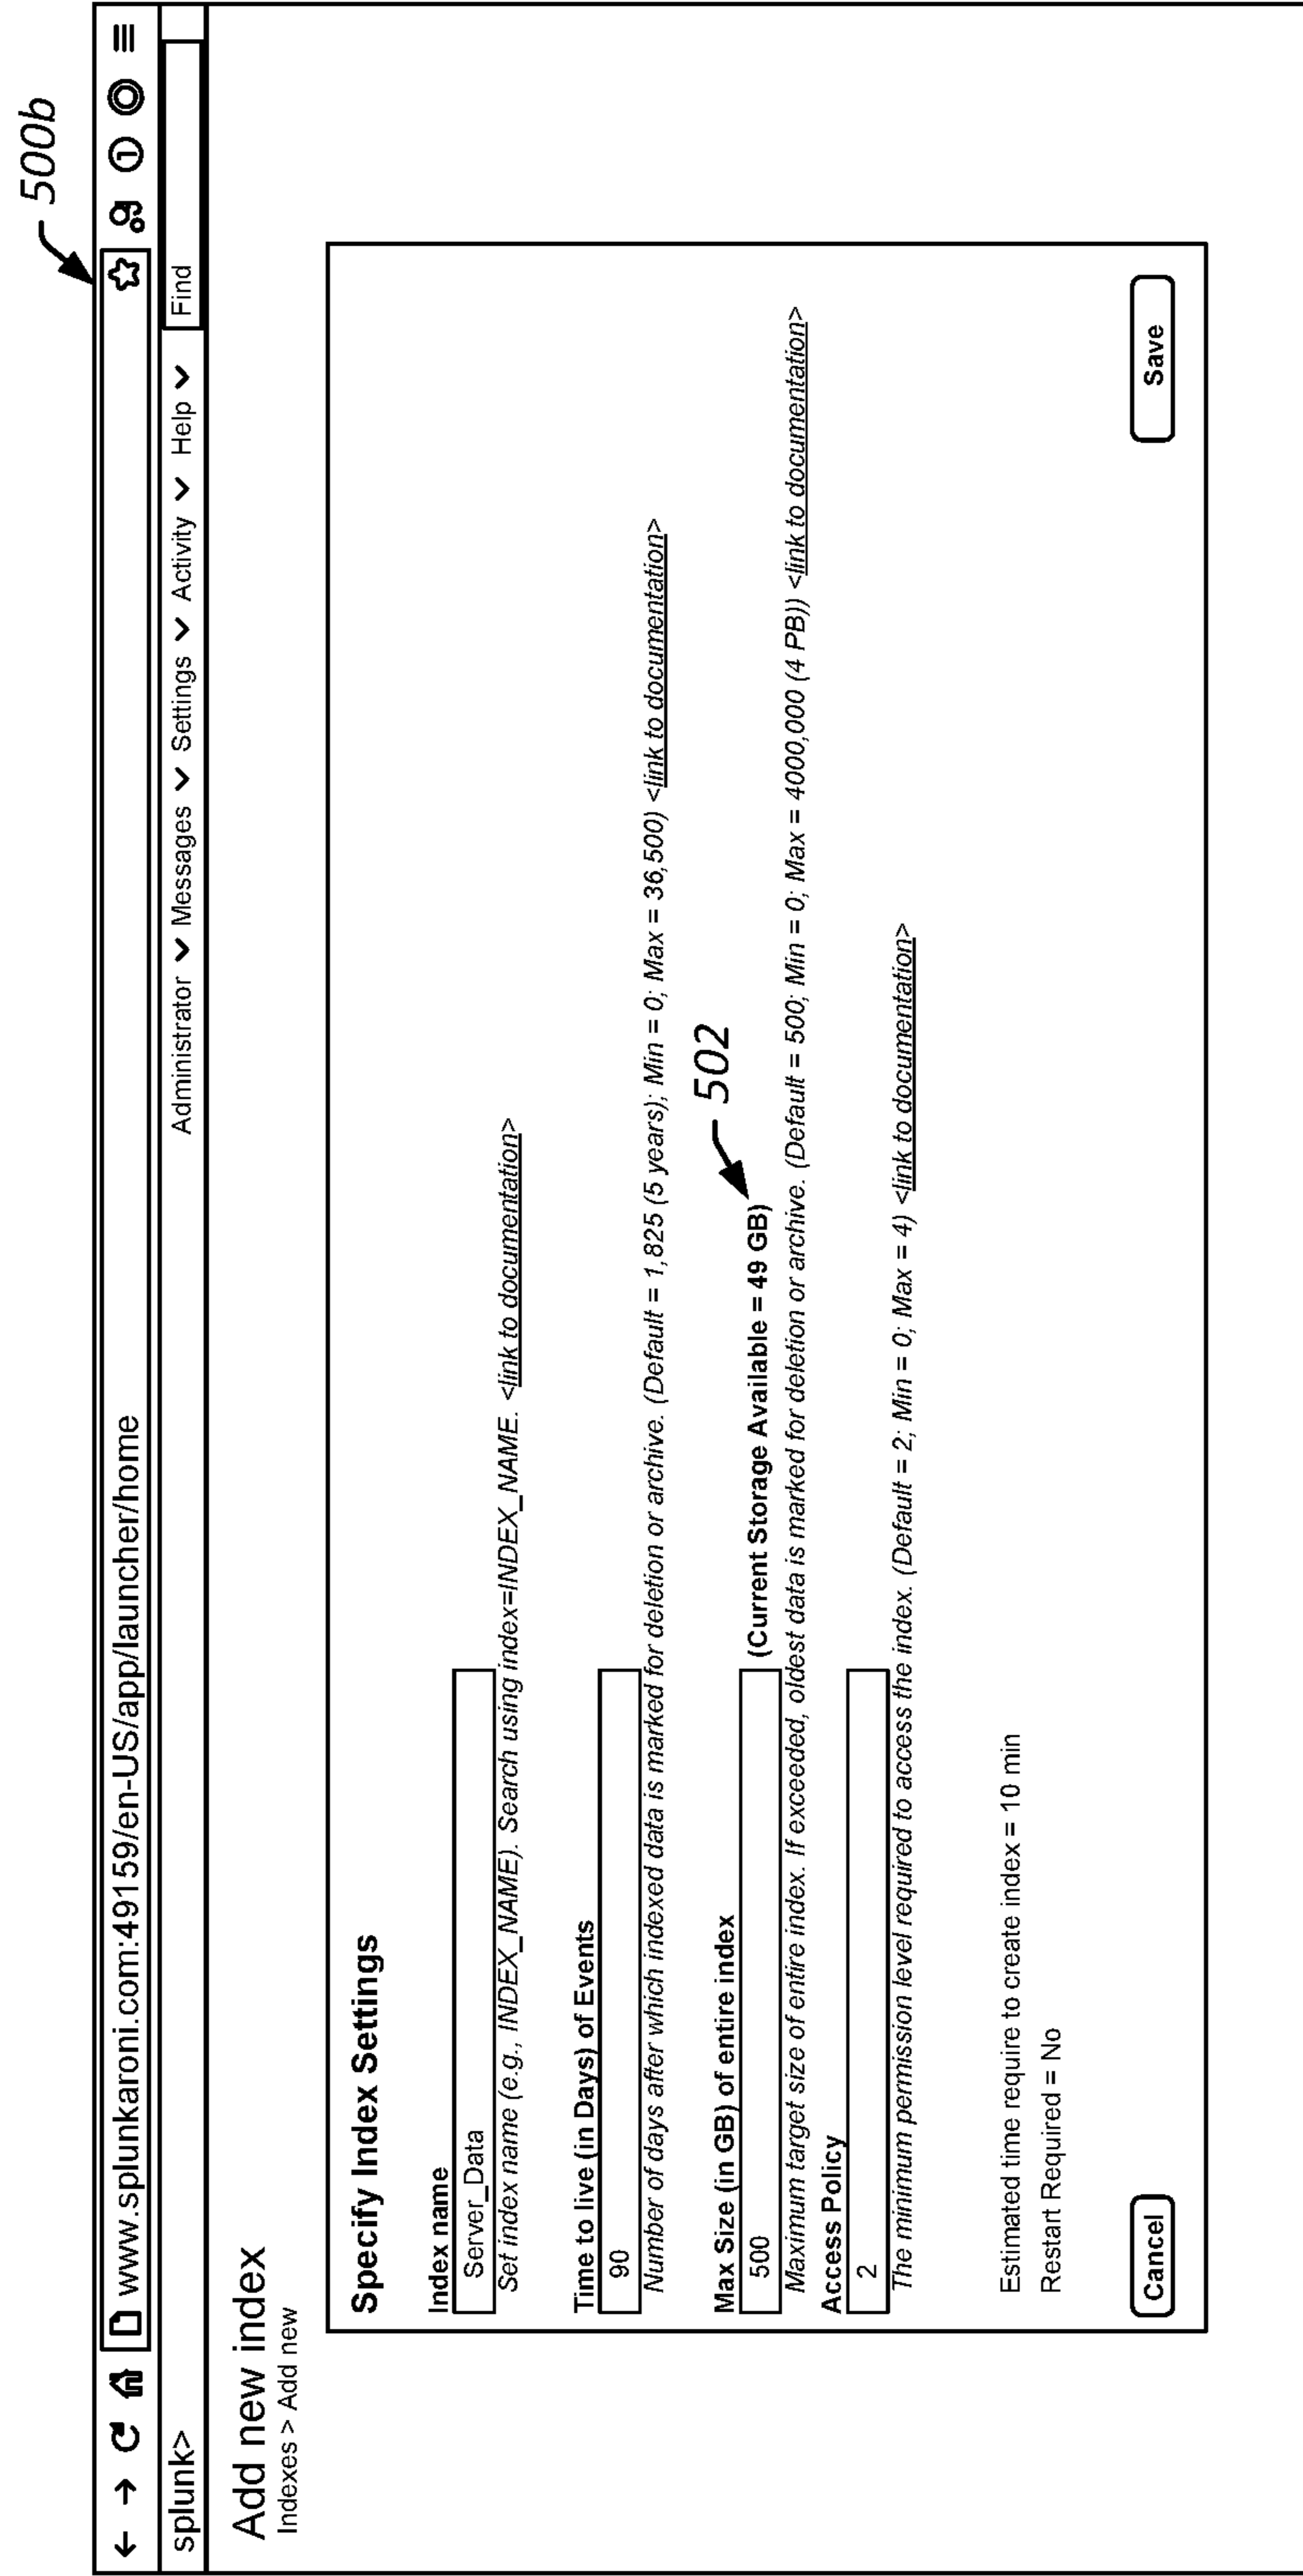 500b
www.splunkaroni.com:49159/en-US/app/launcher/home
splunk> Administrator Messages Settings Activity Help Find
Add new index
Indexes > Add new
Specify Index Settings
Index name
Server_Data
Set index name (e.g., INDEX_NAME). Search using index=INDEX_NAME. <link to documentation>
Time to live (in Days) of Events
90
Number of days after which indexed data is marked for deletion or archive. (Default = 1,825 (5 years); Min = 0; Max = 36,500) <link to documentation>
502
Max Size (in GB) of entire index
500 (Current Storage Available = 49 GB)
Maximum target size of entire index. If exceeded, oldest data is marked for deletion or archive. (Default = 500; Min = 0; Max = 4000,000 (4 PB)) <link to documentation>
Access Policy
2
The minimum permission level required to access the index. (Default = 2; Min = 0; Max = 4) <link to documentation>
Estimated time require to create index = 10 min
Restart Required = No
Cancel Save